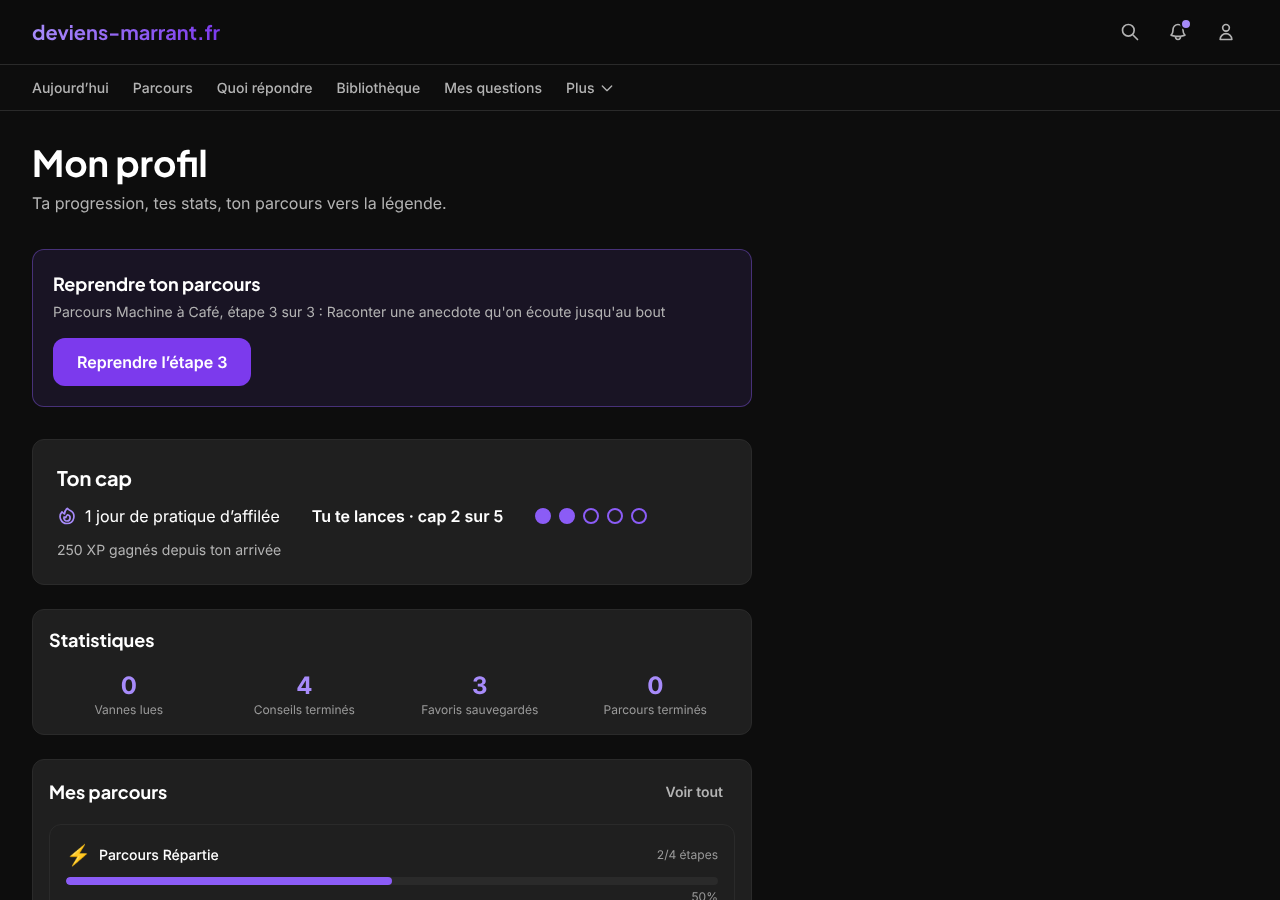 deviens-marrant.fr
Aujourd’hui Parcours Quoi répondre Bibliothèque Mes questions Plus
Mon profil
Ta progression, tes stats, ton parcours vers la légende.
Reprendre ton parcours
Parcours Machine à Café, étape 3 sur 3 : Raconter une anecdote qu'on écoute jusqu'au bout
Reprendre l’étape 3
Ton cap
1 jour de pratique d’affilée Tu te lances · cap 2 sur 5
250 XP gagnés depuis ton arrivée
Statistiques
0 4 3 0
Vannes lues Conseils terminés Favoris sauvegardés Parcours terminés
Mes parcours Voir tout
Parcours Répartie 2/4 étapes
50%